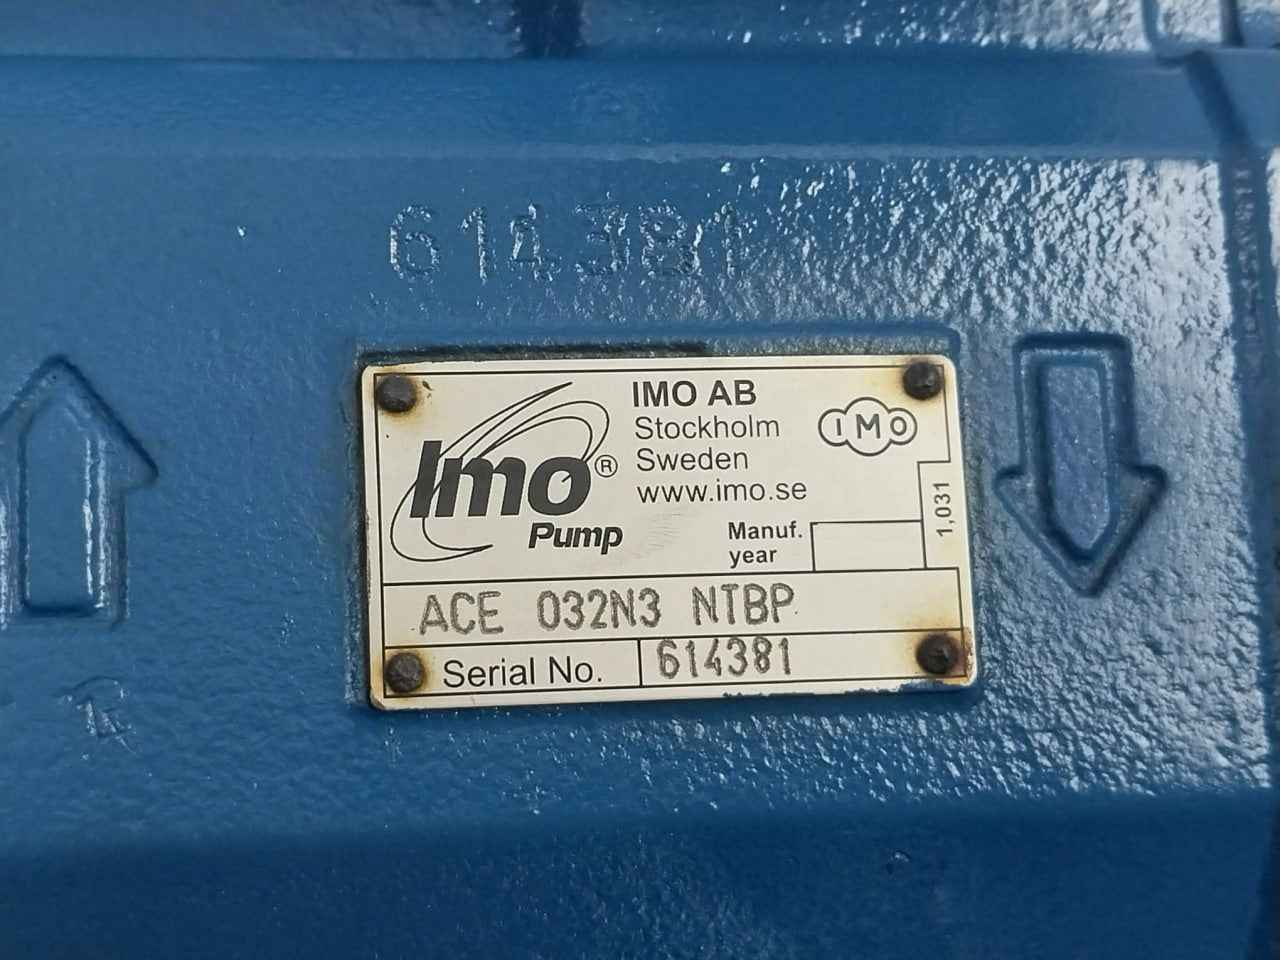 614381
IMO AB
Stockholm
Sweden
www.imo.se
Imo®
Pump
IMO
1,031
Manuf.
year
ACE 032N3 NTBP
Serial No. 614381